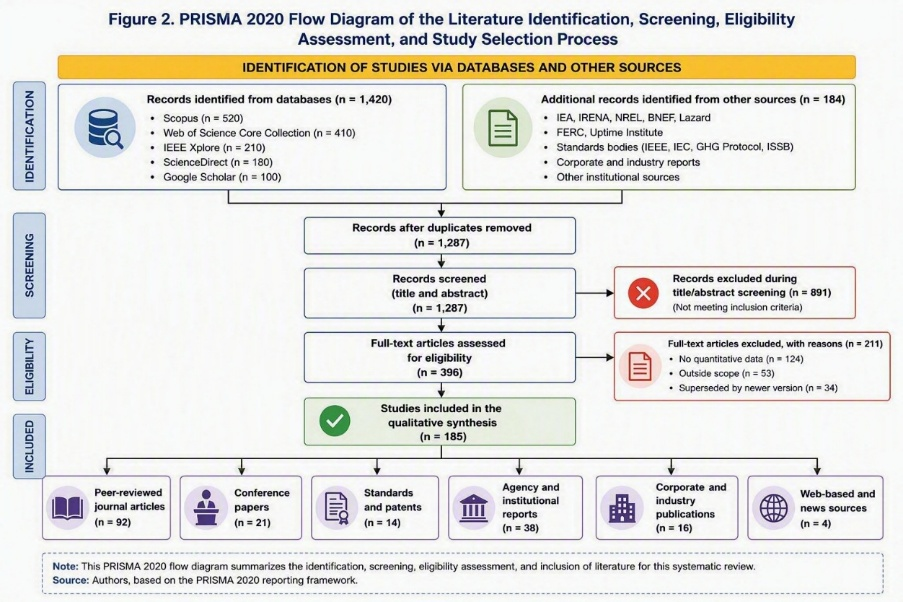 Figure 2. PRISMA 2020 Flow Diagram of the Literature Identification, Screening, Eligibility
Assessment, and Study Selection Process
IDENTIFICATION OF STUDIES VIA DATABASES AND OTHER SOURCES
IDENTIFICATION
Records identified from databases (n = 1,420)
• Scopus (n = 520)
• Web of Science Core Collection (n = 410)
• IEEE Xplore (n = 210)
• ScienceDirect (n = 180)
• Google Scholar (n = 100)
Additional records identified from other sources (n = 184)
• IEA, IRENA, NREL, BNEF, Lazard
• FERC, Uptime Institute
• Standards bodies (IEEE, IEC, GHG Protocol, ISSB)
• Corporate and industry reports
• Other institutional sources
SCREENING
Records after duplicates removed
(n = 1,287)
Records screened
(title and abstract)
(n = 1,287)
Records excluded during
title/abstract screening (n = 891)
(Not meeting inclusion criteria)
ELIGIBILITY
Full-text articles assessed
for eligibility
(n = 396)
Full-text articles excluded, with reasons (n = 211)
• No quantitative data (n = 124)
• Outside scope (n = 53)
• Superseded by newer version (n = 34)
INCLUDED
Studies included in the
qualitative synthesis
(n = 185)
Peer-reviewed
journal articles
(n = 92)
Conference
papers
(n = 21)
Standards
and patents
(n = 14)
Agency and
institutional
reports
(n = 38)
Corporate and
industry
publications
(n = 16)
Web-based and
news sources
(n = 4)
Note: This PRISMA 2020 flow diagram summarizes the identification, screening, eligibility assessment, and inclusion of literature for this systematic review.
Source: Authors, based on the PRISMA 2020 reporting framework.